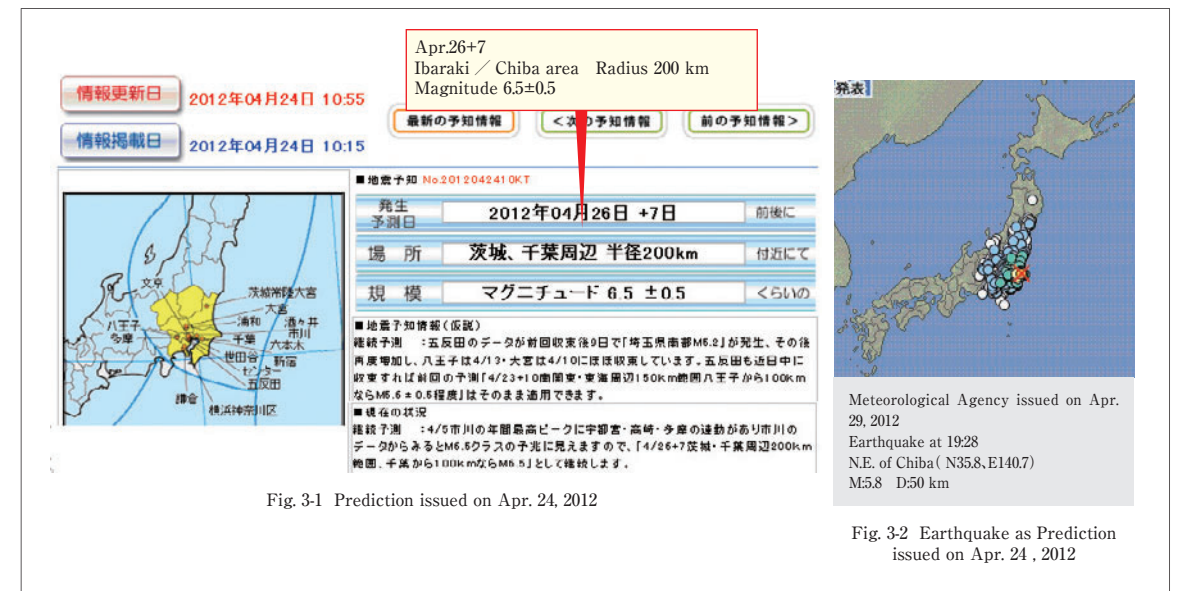 Apr.26+7
Ibaraki ／ Chiba area Radius 200 km
Magnitude 6.5±0.5
情報更新日 2012年04月24日 10:55
情報掲載日 2012年04月24日 10:15
最新の予知情報 <次の予知情報 前の予知情報>
■地震予知 No.2012042410KT
発生予測日 2012年04月26日 +7日 前後に
場所 茨城、千葉周辺 半径200km 付近にて
規模 マグニチュード 6.5 ±0.5 くらいの
■地震予知情報(仮説)
継続予測 :五反田のデータが前回収束後9日で「埼玉県南部M5.2」が発生、その後
再度増加し、八王子は4/13・大宮は4/10にほぼ収束しています。五反田も近日中に
収束すれば前回の予測「4/23+10南関東・東海周辺150km範囲八王子から100km
ならM5.6±0.5程度」はそのまま適用できます。
■現在の状況
継続予測 :4/5市川の年間最高ピークに宇都宮・高崎・多摩の連動があり市川の
データからみるとM6.5クラスの予兆に見えますので、「4/26+7茨城・千葉周辺200km
範囲、千葉から100kmならM6.5」として継続します。
文京
茨城常陸大宮
大宮
浦和
酒々井
八王子
市川
多摩
千葉
六本木
世田谷
新宿
センター
五反田
鎌倉
横浜神奈川区
Fig. 3-1 Prediction issued on Apr. 24, 2012
発表
Meteorological Agency issued on Apr.
29, 2012
Earthquake at 19:28
N.E. of Chiba( N35.8、E140.7)
M:5.8 D:50 km
Fig. 3-2 Earthquake as Prediction
issued on Apr. 24 , 2012